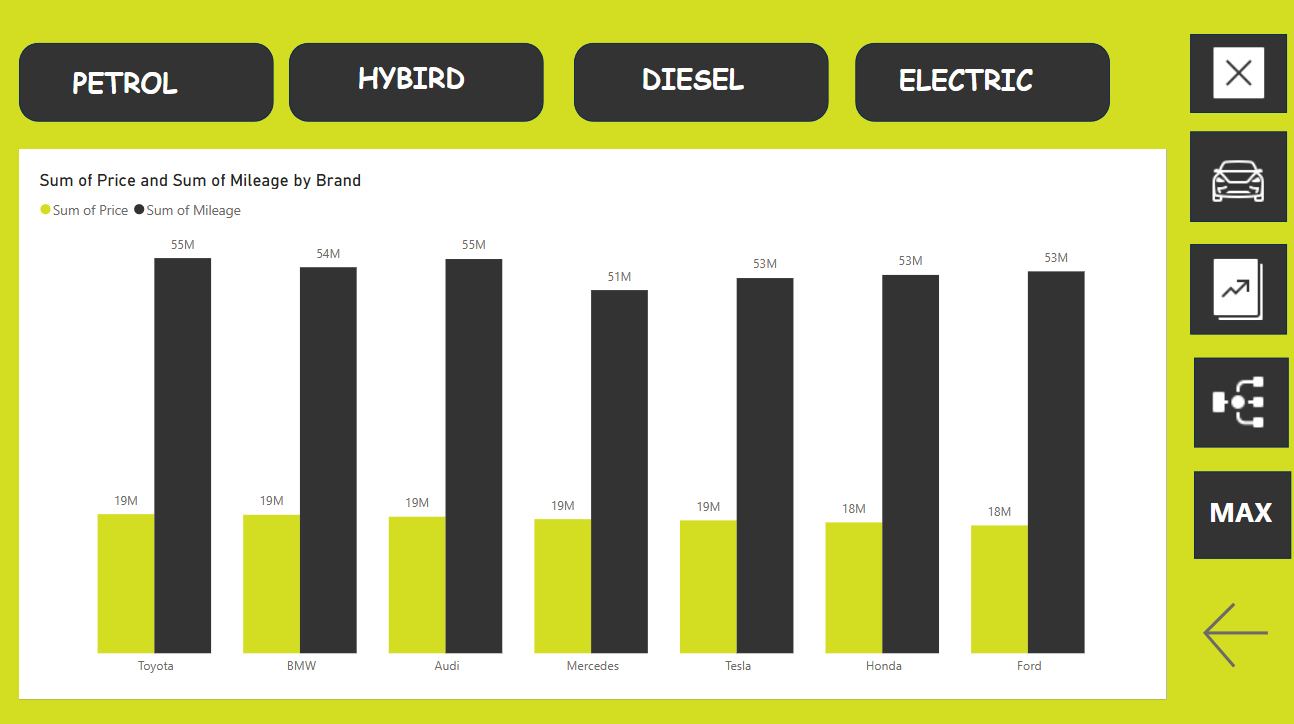 PETROL HYBIRD DIESEL ELECTRIC
Sum of Price and Sum of Mileage by Brand
Sum of Price Sum of Mileage
55M 54M 55M 51M 53M 53M 53M
19M 19M 19M 19M 19M 18M 18M
MAX
Toyota BMW Audi Mercedes Tesla Honda Ford